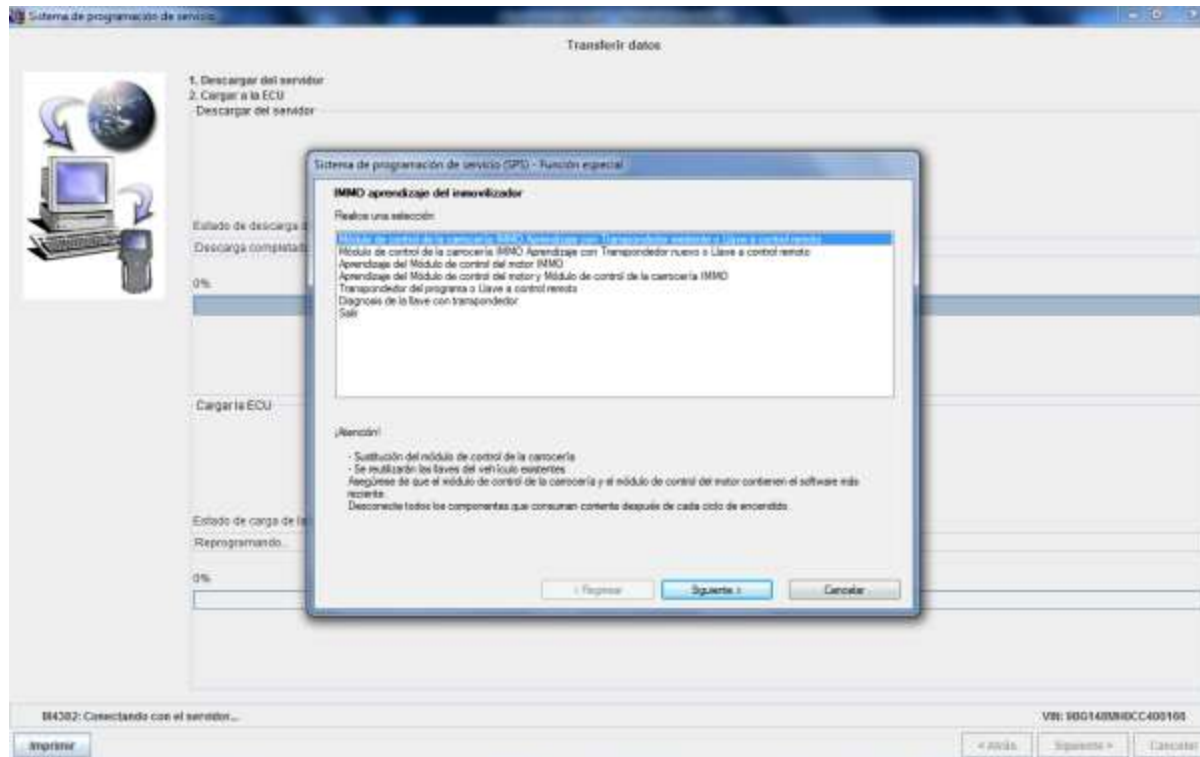 Sistema de programación de servicio
Transferir datos
1. Descargar del servidor
2. Cargar a la ECU
Descargar del servidor
Sistema de programación de servicio (SPS) - Función especial
IMMO aprendizaje del inmovilizador
Realice una selección
Módulo de control de la carrocería IMMO Aprendizaje con Transpondedor existente o Llave a control remoto
Módulo de control de la carrocería IMMO Aprendizaje con Transpondedor nuevo o Llave a control remoto
Aprendizaje del Módulo de control del motor IMMO
Aprendizaje del Módulo de control del motor y Módulo de control de la carrocería IMMO
Transpondedor del programa o Llave a control remoto
Diagnosis de la llave con transpondedor
Salir
Estado de descarga
Descarga completada
0%
Cargar la ECU
¡Atención!
- Sustitución del módulo de control de la carrocería
- Se reutilizarán las llaves del vehículo existentes
Asegúrese de que el módulo de control de la carrocería y el módulo de control del motor contienen el software más
reciente.
Desconecte todos los componentes que consuman corriente después de cada ciclo de encendido.
Estado de carga de la
Reprogramando...
0%
< Regresar
Siguiente >
Cancelar
Conectando con el servidor...
VIN:
Imprimir
< Atrás
Siguiente >
Cancelar